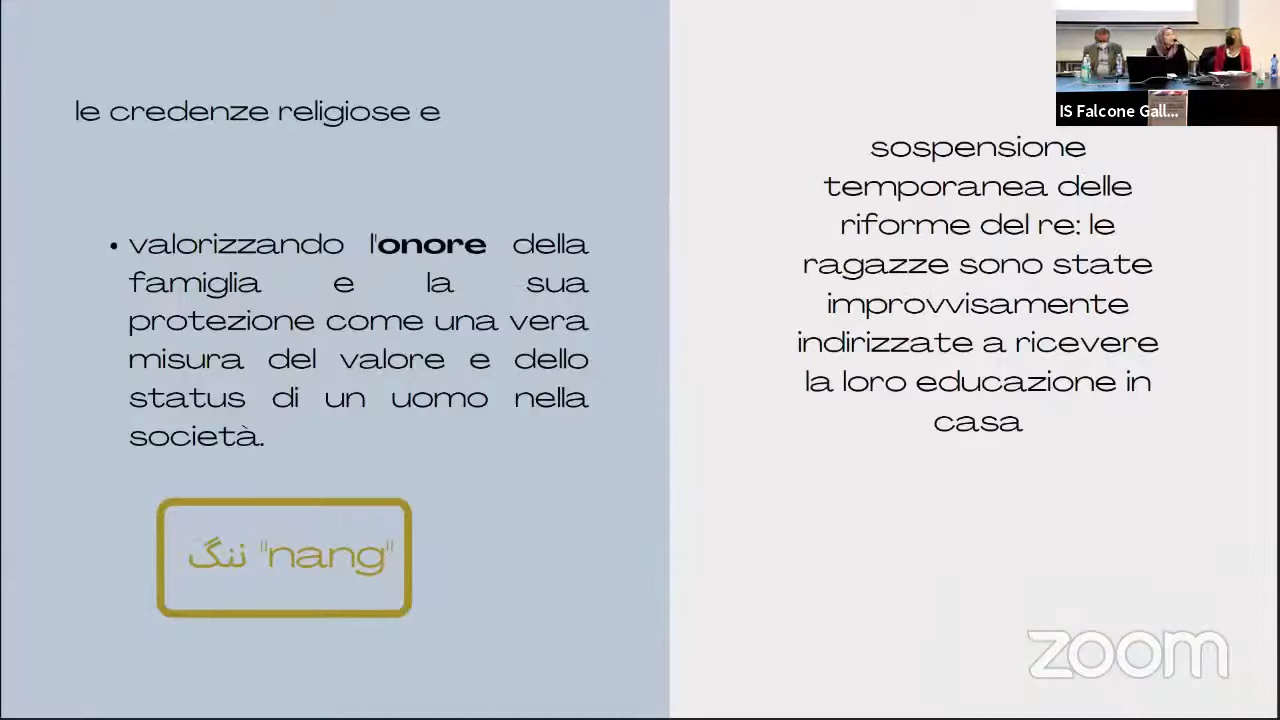 le credenze religiose e
• valorizzando l'onore della
famiglia e la sua
protezione come una vera
misura del valore e dello
status di un uomo nella
società.
ننگ "nang"
IS Falcone Gall...
sospensione
temporanea delle
riforme del re: le
ragazze sono state
improvvisamente
indirizzate a ricevere
la loro educazione in
casa
zoom